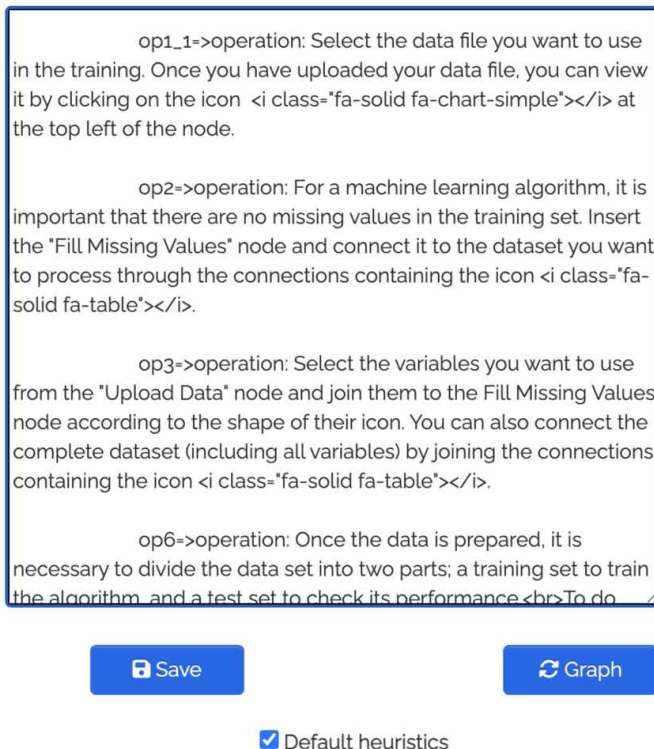 op1_1=>operation: Select the data file you want to use
in the training. Once you have uploaded your data file, you can view
it by clicking on the icon <i class="fa-solid fa-chart-simple"></i> at
the top left of the node.
op2=>operation: For a machine learning algorithm, it is
important that there are no missing values in the training set. Insert
the "Fill Missing Values" node and connect it to the dataset you want
to process through the connections containing the icon <i class="fa-
solid fa-table"></i>.
op3=>operation: Select the variables you want to use
from the "Upload Data" node and join them to the Fill Missing Values
node according to the shape of their icon. You can also connect the
complete dataset (including all variables) by joining the connections
containing the icon <i class="fa-solid fa-table"></i>.
op6=>operation: Once the data is prepared, it is
necessary to divide the data set into two parts; a training set to train
the algorithm, and a test set to check its performance.<br>To do
Save
Graph
Default heuristics